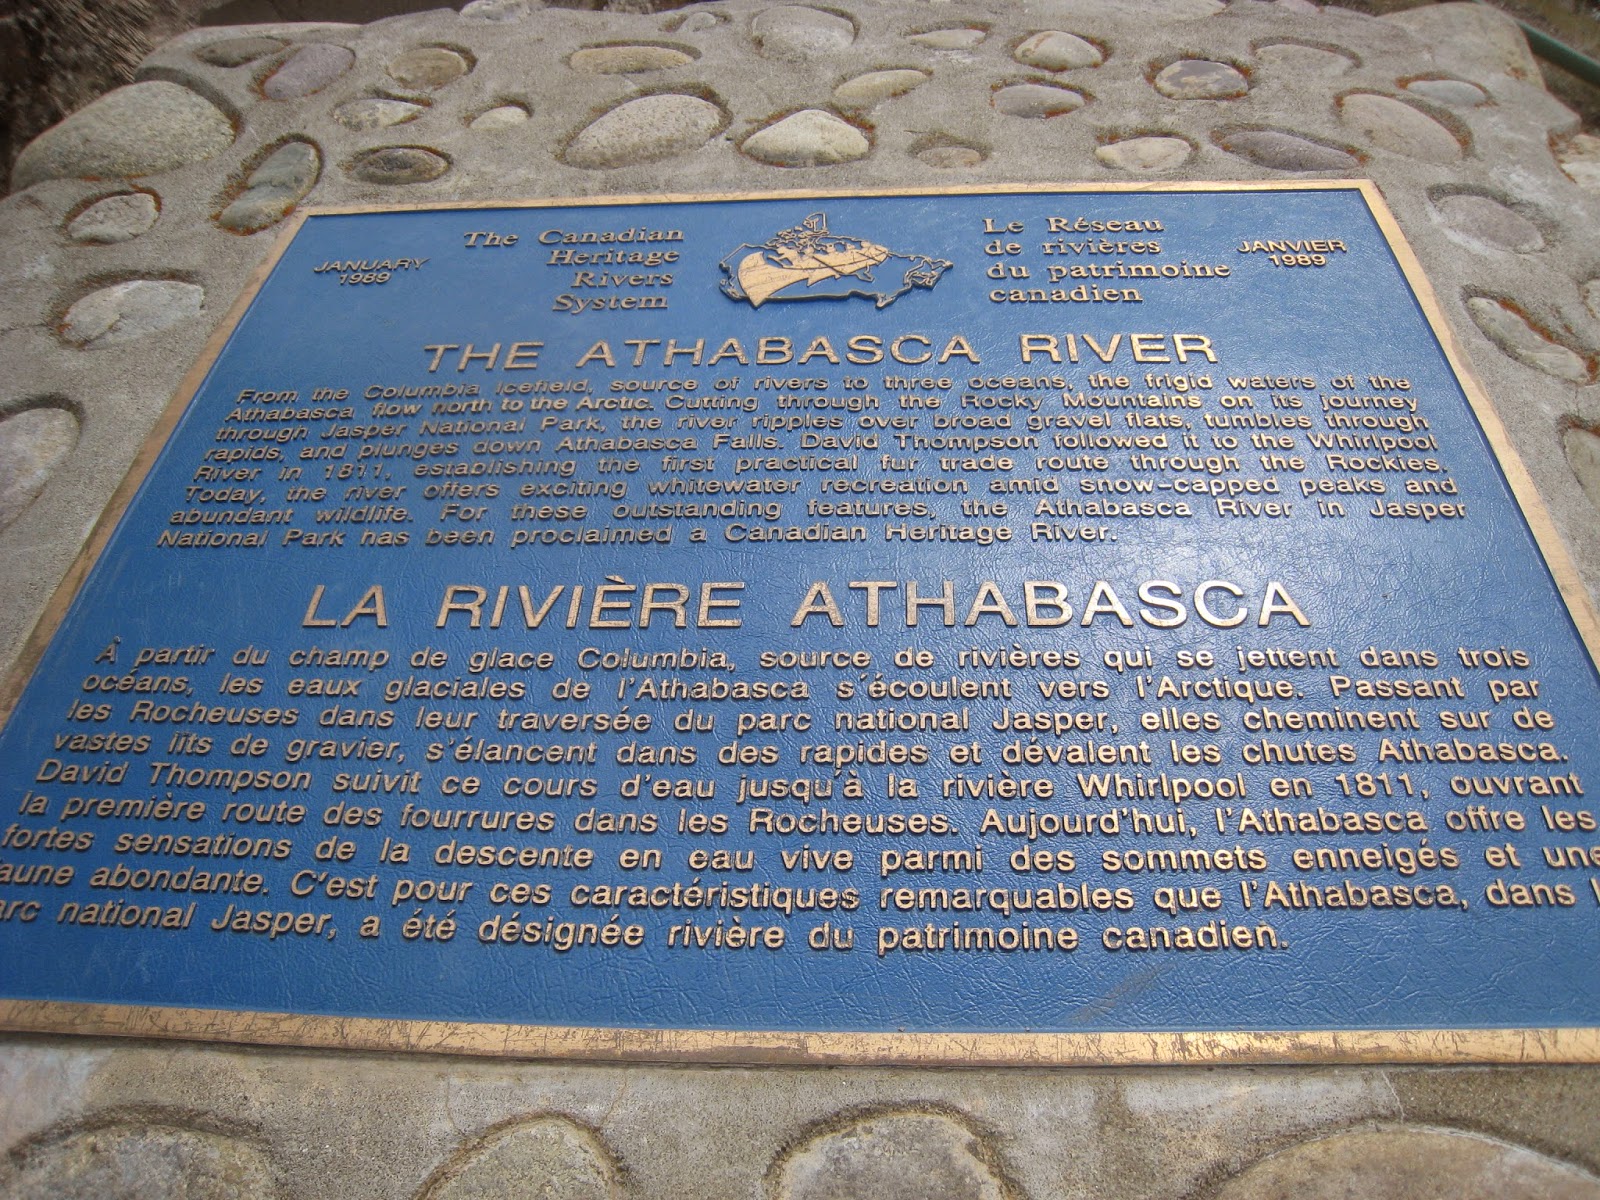 JANUARY
1989
The Canadian
Heritage
Rivers
System
Le Réseau
de rivières
du patrimoine
canadien
JANVIER
1989
THE ATHABASCA RIVER
From the Columbia Icefield, source of rivers to three oceans, the frigid waters of the
Athabasca flow north to the Arctic. Cutting through the Rocky Mountains on its journey
through Jasper National Park, the river ripples over broad gravel flats, tumbles through
rapids, and plunges down Athabasca Falls. David Thompson followed it to the Whirlpool
River in 1811, establishing the first practical fur trade route through the Rockies.
Today, the river offers exciting whitewater recreation amid snow-capped peaks and
abundant wildlife. For these outstanding features, the Athabasca River in Jasper
National Park has been proclaimed a Canadian Heritage River.
LA RIVIÈRE ATHABASCA
À partir du champ de glace Columbia, source de rivières qui se jettent dans trois
océans, les eaux glaciales de l'Athabasca s'écoulent vers l'Arctique. Passant par
les Rocheuses dans leur traversée du parc national Jasper, elles cheminent sur de
vastes lits de gravier, s'élancent dans des rapides et dévalent les chutes Athabasca.
David Thompson suivit ce cours d'eau jusqu'à la rivière Whirlpool en 1811, ouvrant
la première route des fourrures dans les Rocheuses. Aujourd'hui, l'Athabasca offre les
fortes sensations de la descente en eau vive parmi des sommets enneigés et une
aune abondante. C'est pour ces caractéristiques remarquables que l'Athabasca, dans l
arc national Jasper, a été désignée rivière du patrimoine canadien.